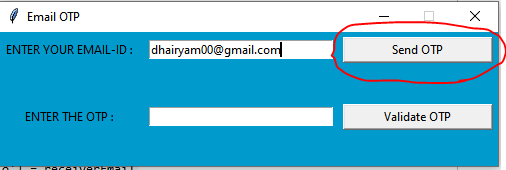 Email OTP
ENTER YOUR EMAIL-ID : dhairyam00@gmail.com Send OTP
ENTER THE OTP : Validate OTP